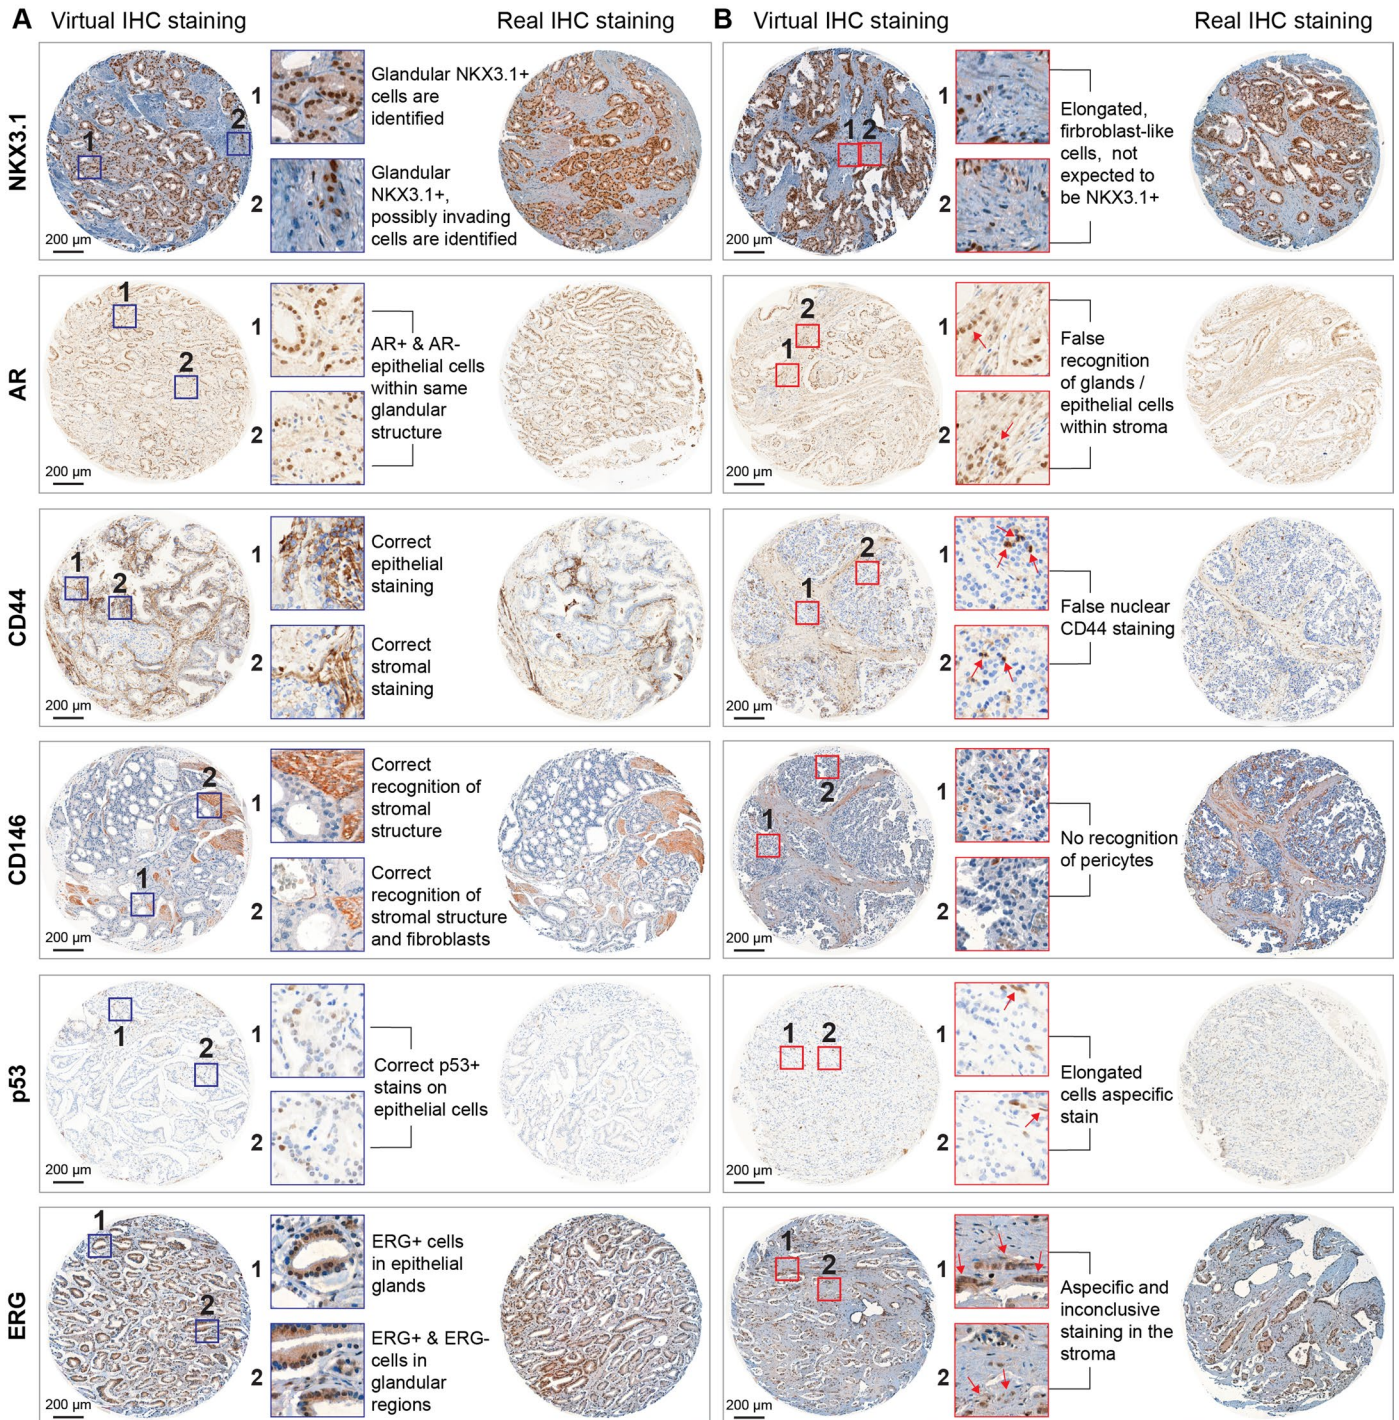 A Virtual IHC staining Real IHC staining B Virtual IHC staining Real IHC staining
NKX3.1
1
2
1
Glandular NKX3.1+
cells are
identified
2
Glandular
NKX3.1+,
possibly invading
cells are identified
200 µm
1 2
1
2
Elongated,
firbroblast-like
cells, not
expected to
be NKX3.1+
200 µm
AR
1
2
1
2
AR+ & AR-
epithelial cells
within same
glandular
structure
200 µm
2
1
1
2
False
recognition
of glands /
epithelial cells
within stroma
200 µm
CD44
1
2
1
Correct
epithelial
staining
2
Correct
stromal
staining
200 µm
2
1
1
2
False nuclear
CD44 staining
200 µm
CD146
2
1
1
Correct
recognition of
stromal
structure
2
Correct
recognition of
stromal structure
and fibroblasts
200 µm
2
1
1
2
No recognition
of pericytes
200 µm
p53
1
2
1
2
Correct p53+
stains on
epithelial cells
200 µm
1 2
1
2
Elongated
cells aspecific
stain
200 µm
ERG
1
2
1
ERG+ cells
in epithelial
glands
2
ERG+ & ERG-
cells in
glandular
regions
200 µm
1
2
1
2
Aspecific and
inconclusive
staining in the
stroma
200 µm